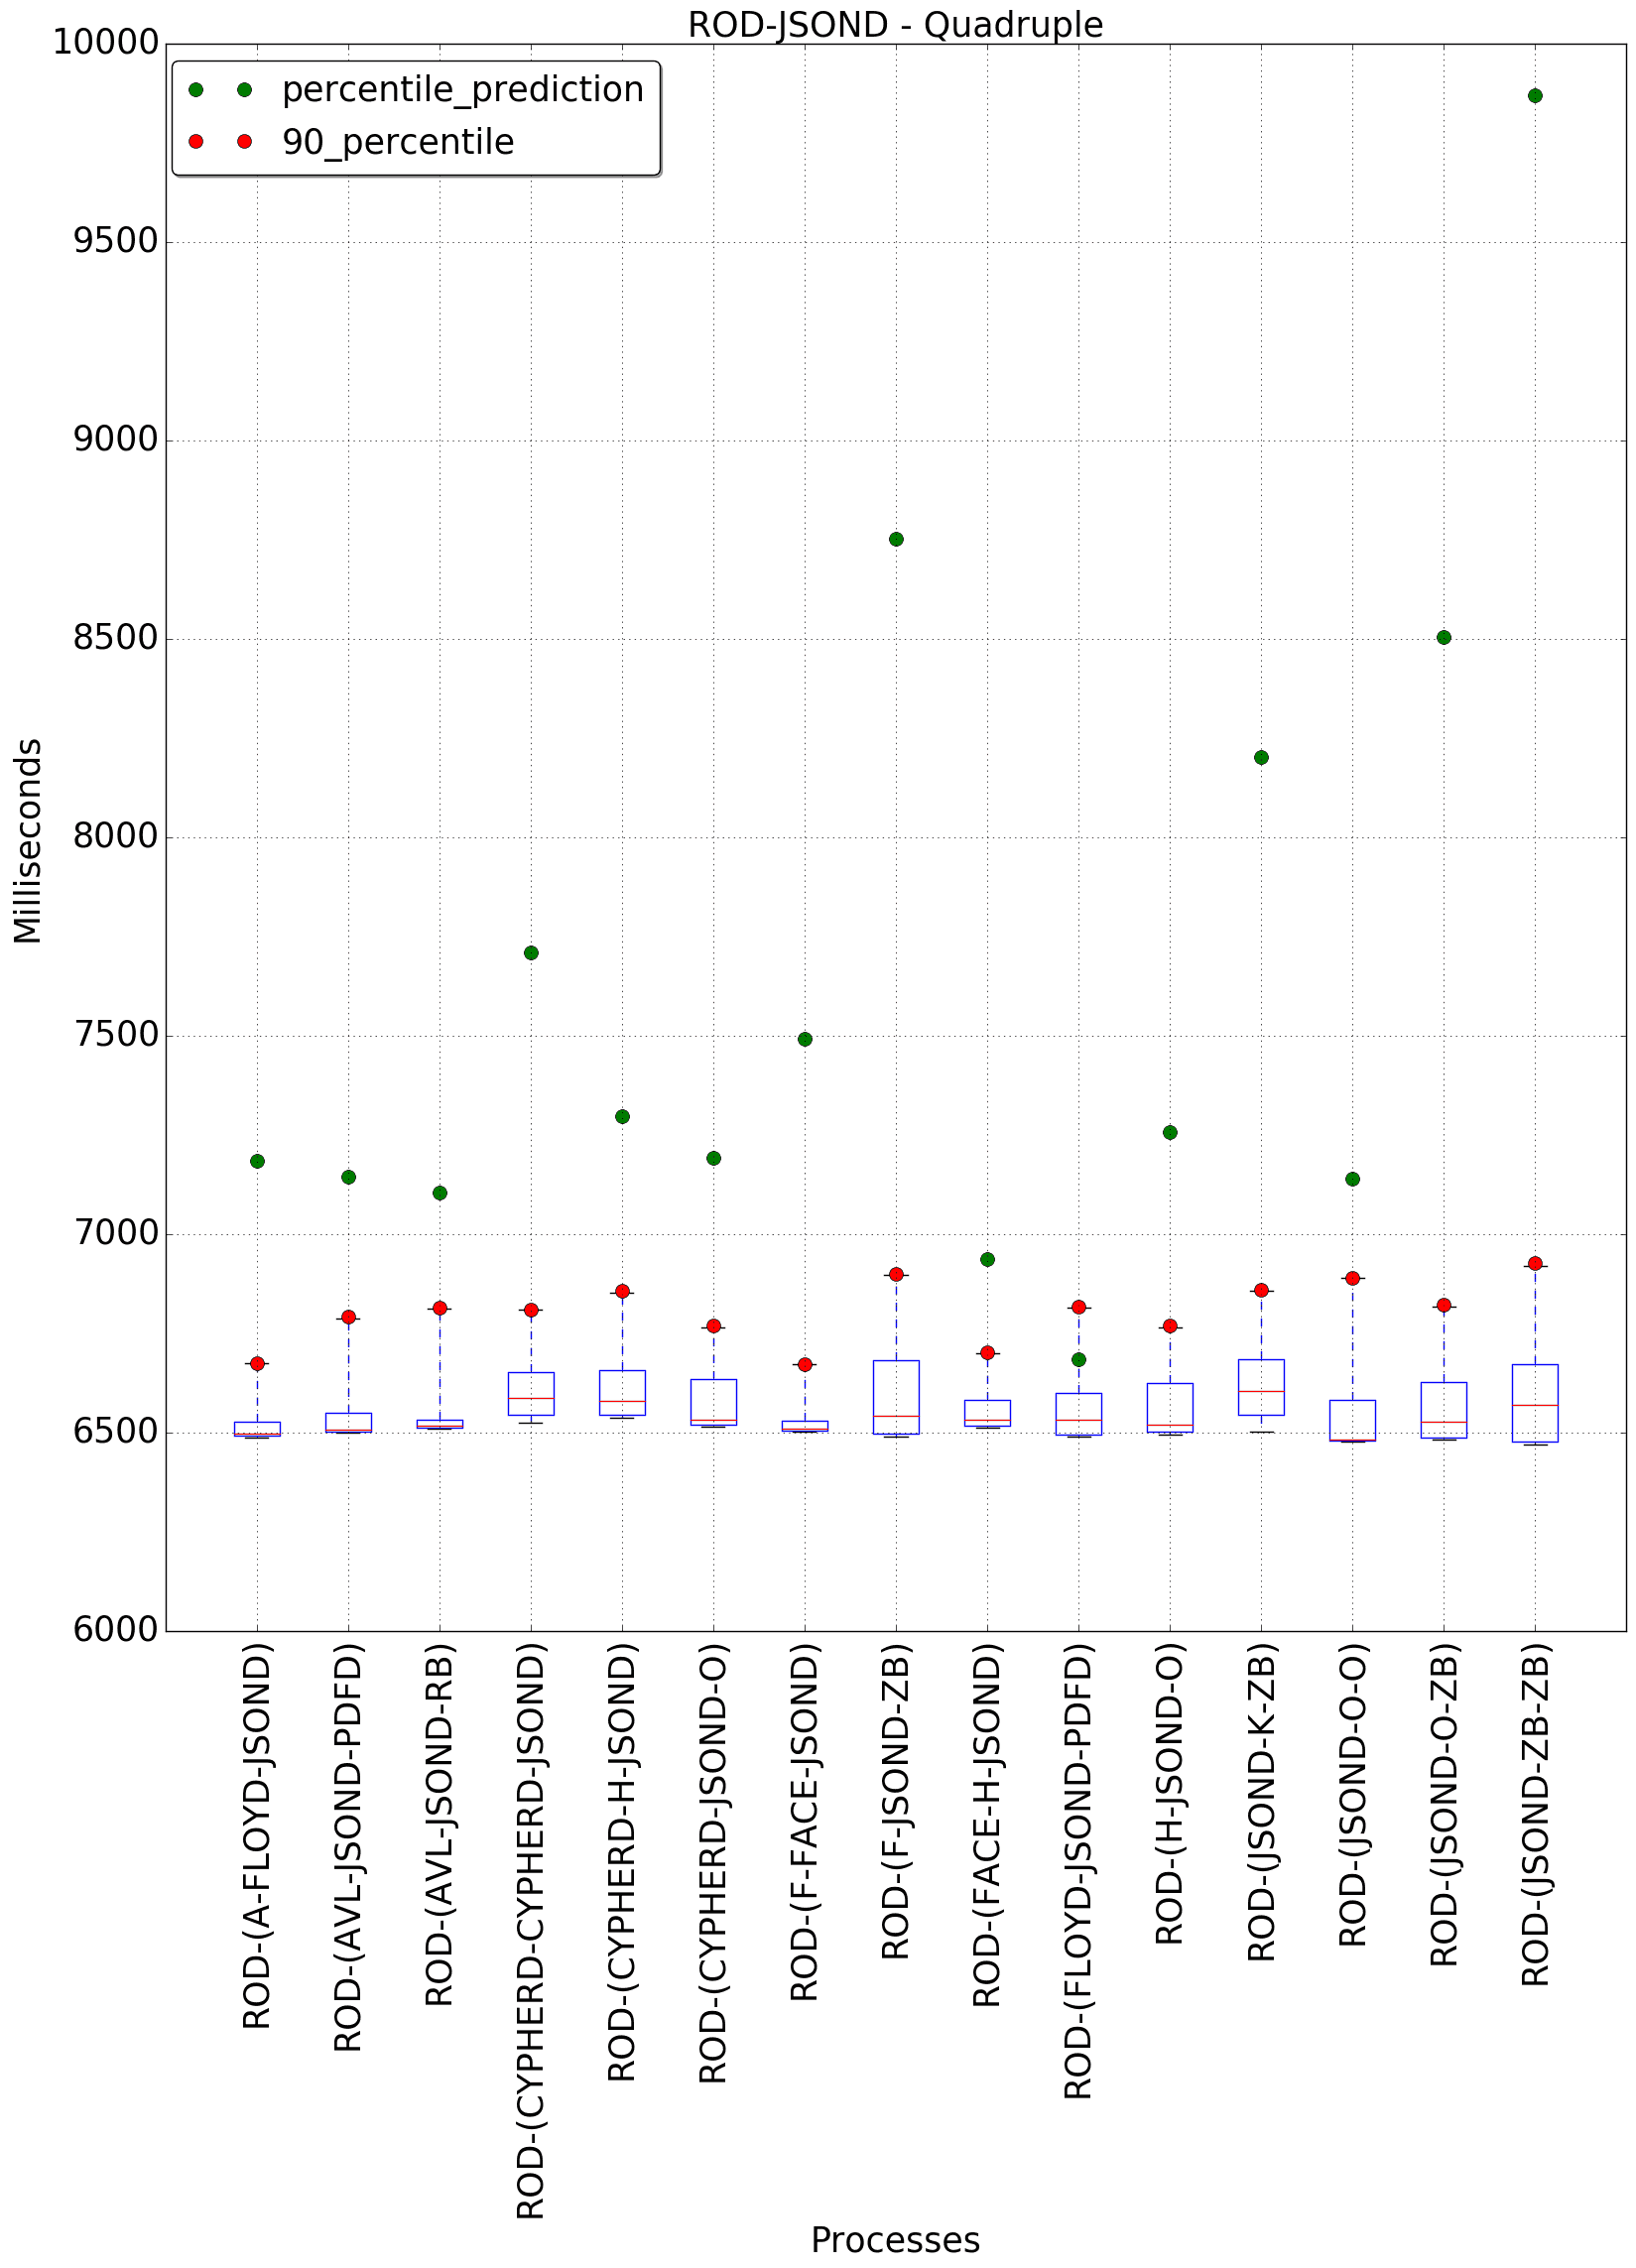 ROD-JSOND - Quadruple
percentile_prediction
90_percentile
10000
9500
9000
8500
8000
7500
7000
6500
6000
Milliseconds
ROD-(A-FLOYD-JSOND)
ROD-(AVL-JSOND-PDFD)
ROD-(AVL-JSOND-RB)
ROD-(CYPHERD-CYPHERD-JSOND)
ROD-(CYPHERD-H-JSOND)
ROD-(CYPHERD-JSOND-O)
ROD-(F-FACE-JSOND)
ROD-(F-JSOND-ZB)
ROD-(FACE-H-JSOND)
ROD-(FLOYD-JSOND-PDFD)
ROD-(H-JSOND-O)
ROD-(JSOND-K-ZB)
ROD-(JSOND-O-O)
ROD-(JSOND-O-ZB)
ROD-(JSOND-ZB-ZB)
Processes